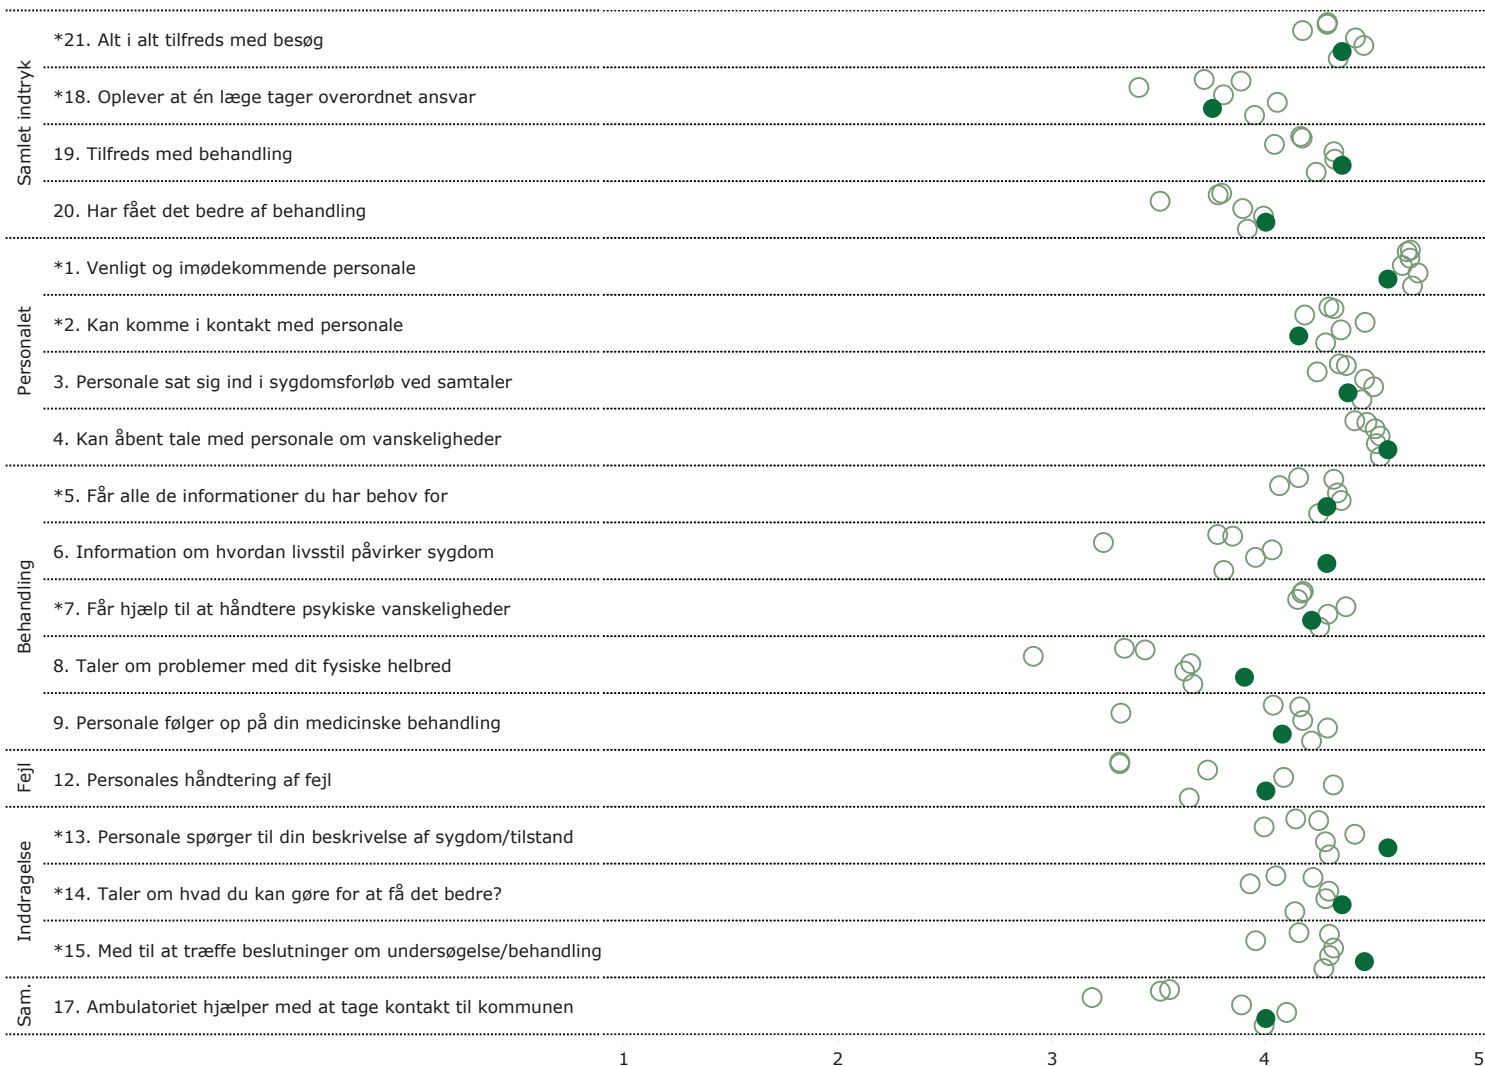 Samlet indtryk
*21. Alt i alt tilfreds med besøg
*18. Oplever at én læge tager overordnet ansvar
19. Tilfreds med behandling
20. Har fået det bedre af behandling
Personalet
*1. Venligt og imødekommende personale
*2. Kan komme i kontakt med personale
3. Personale sat sig ind i sygdomsforløb ved samtaler
4. Kan åbent tale med personale om vanskeligheder
Behandling
*5. Får alle de informationer du har behov for
6. Information om hvordan livsstil påvirker sygdom
*7. Får hjælp til at håndtere psykiske vanskeligheder
8. Taler om problemer med dit fysiske helbred
9. Personale følger op på din medicinske behandling
Fejl
12. Personales håndtering af fejl
Inddragelse
*13. Personale spørger til din beskrivelse af sygdom/tilstand
*14. Taler om hvad du kan gøre for at få det bedre?
*15. Med til at træffe beslutninger om undersøgelse/behandling
Sam.
17. Ambulatoriet hjælper med at tage kontakt til kommunen
1 2 3 4 5